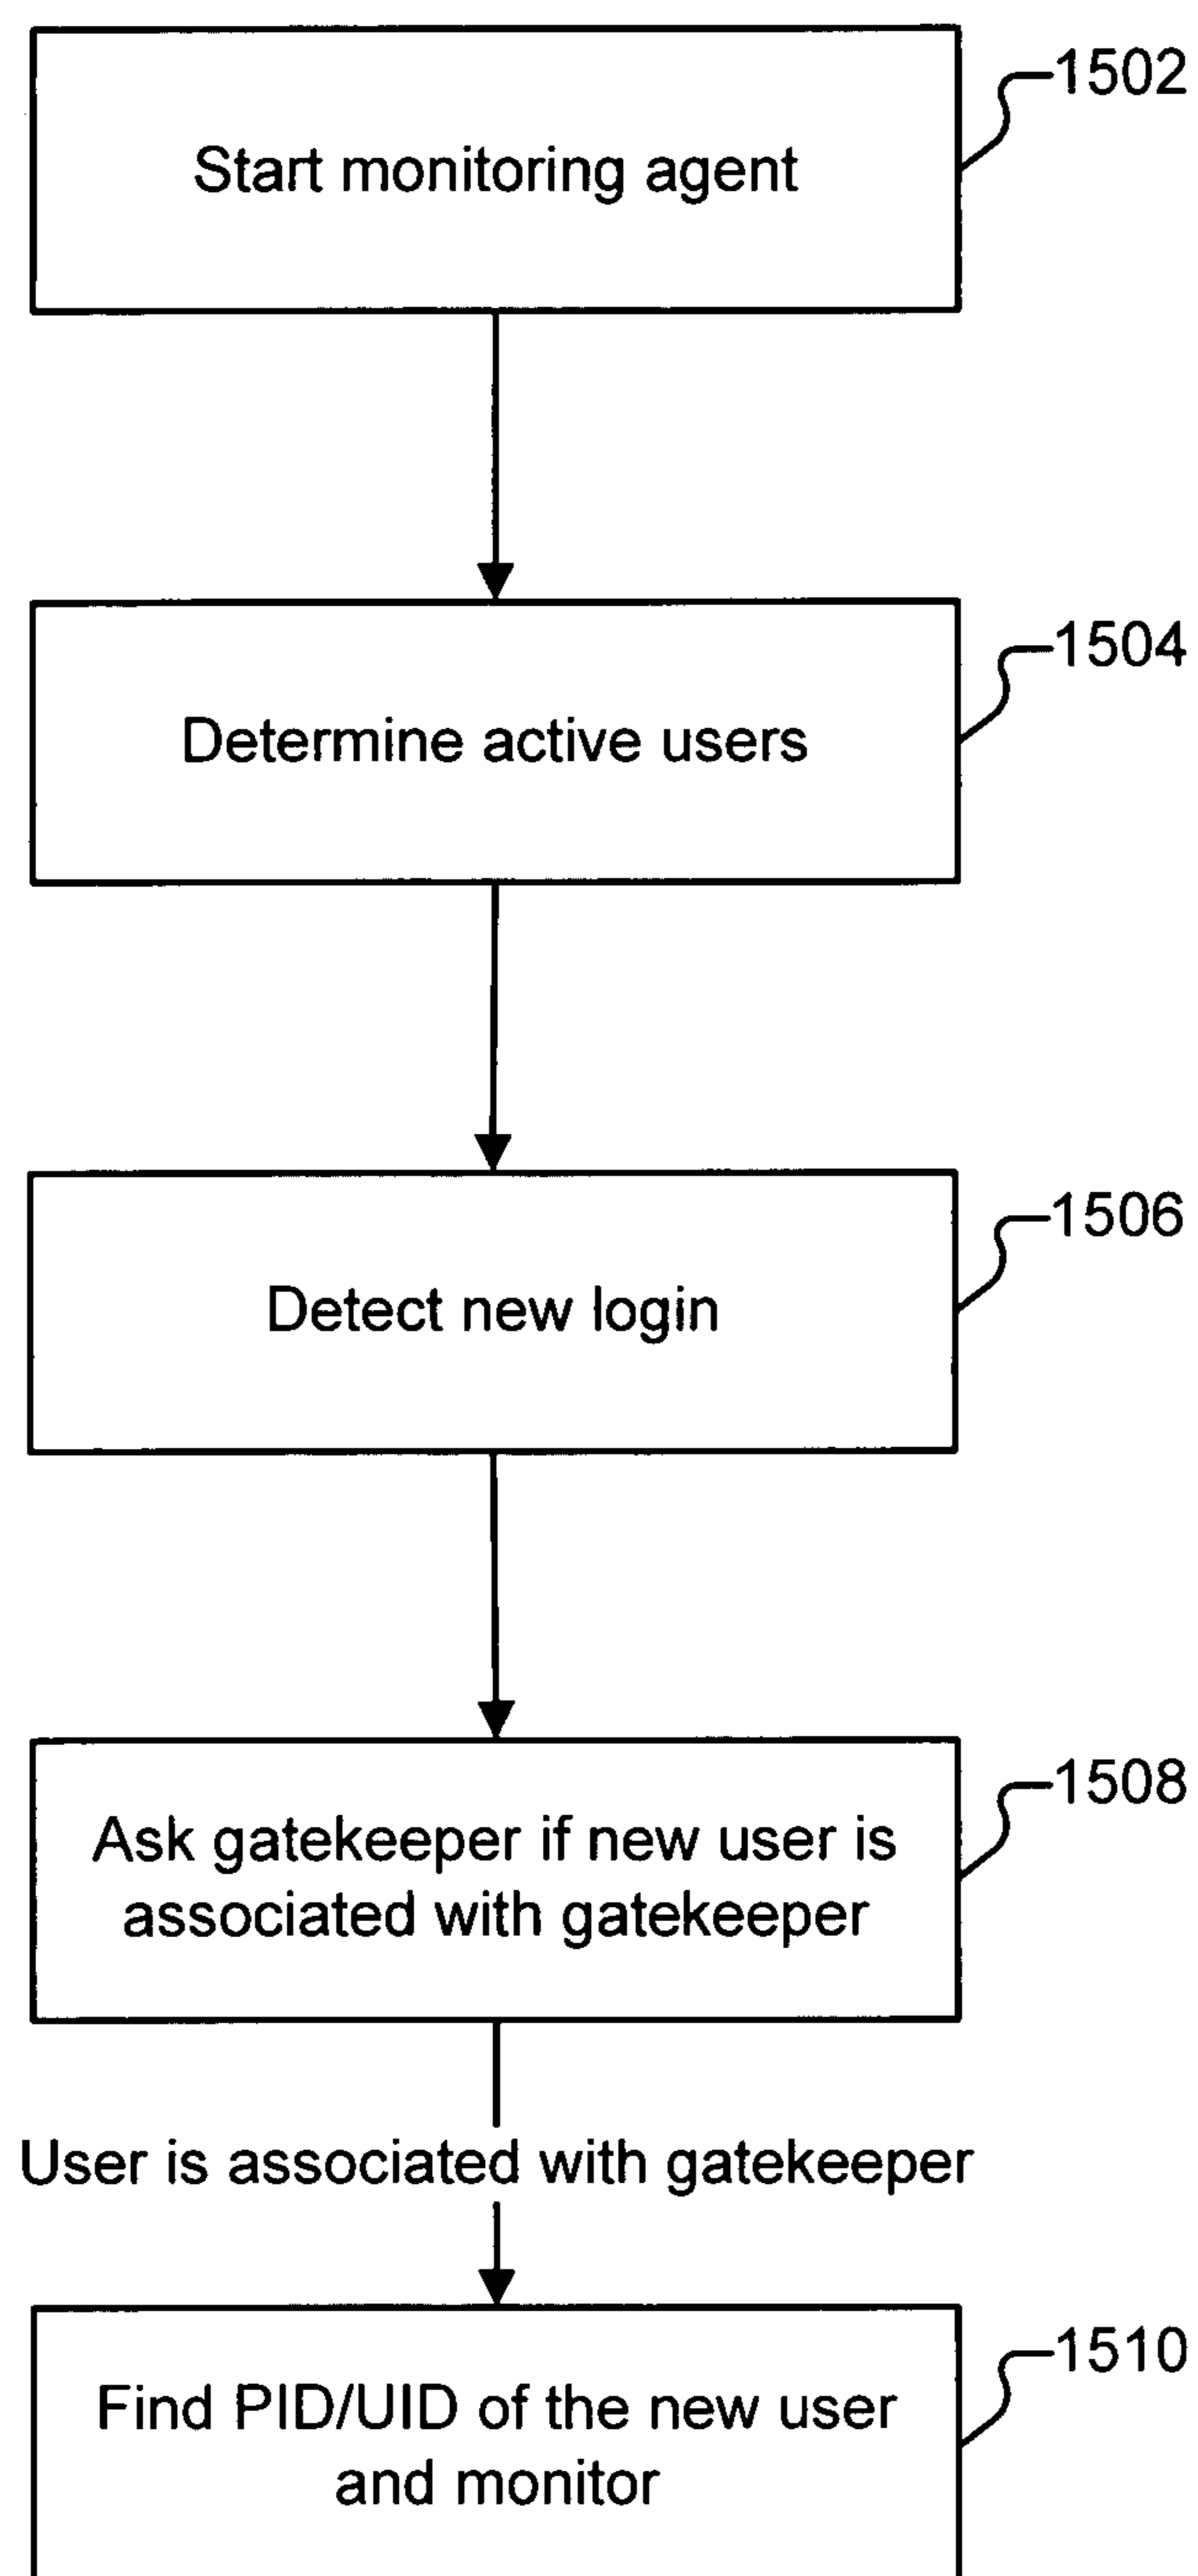 1502
Start monitoring agent
1504
Determine active users
1506
Detect new login
1508
Ask gatekeeper if new user is
associated with gatekeeper
User is associated with gatekeeper
1510
Find PID/UID of the new user
and monitor